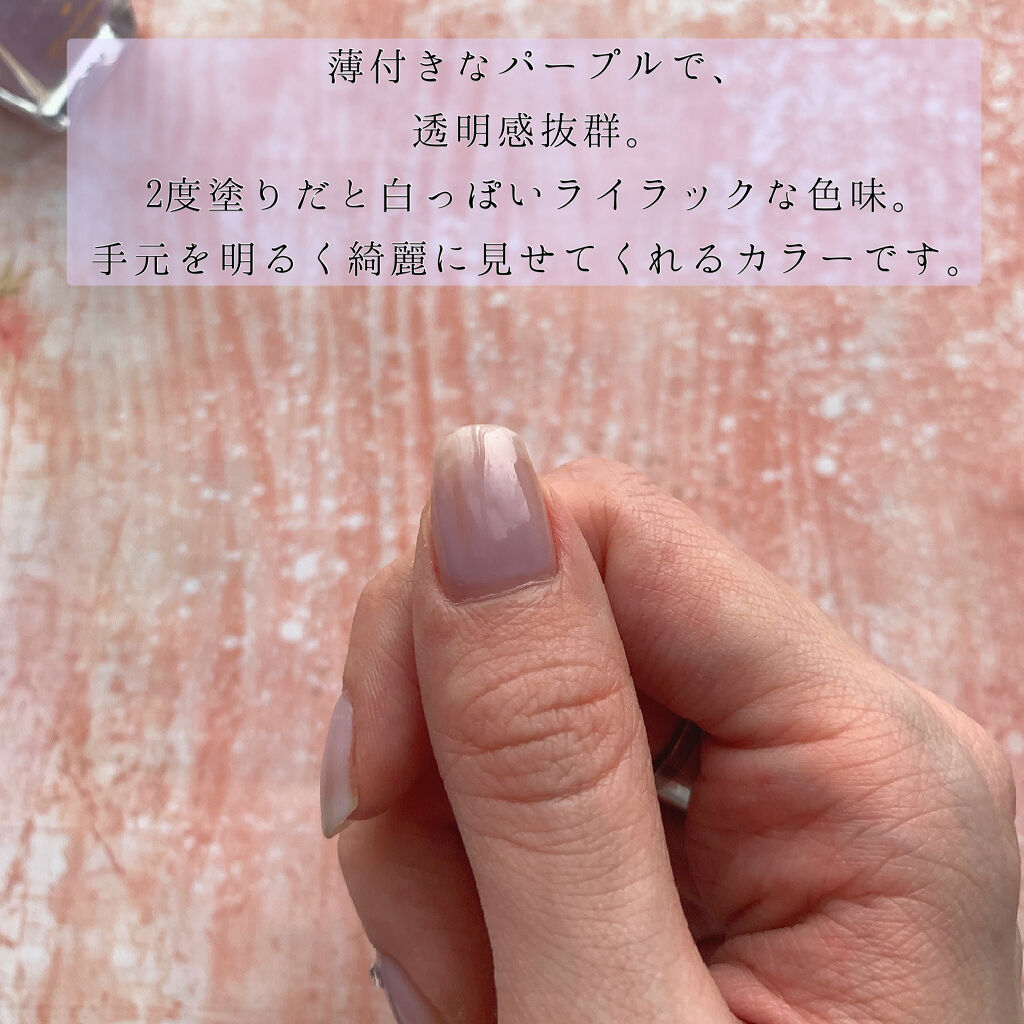 薄付きなパープルで、
透明感抜群。
2度塗りだと白っぽいライラックな色味。
手元を明るく綺麗に見せてくれるカラーです。